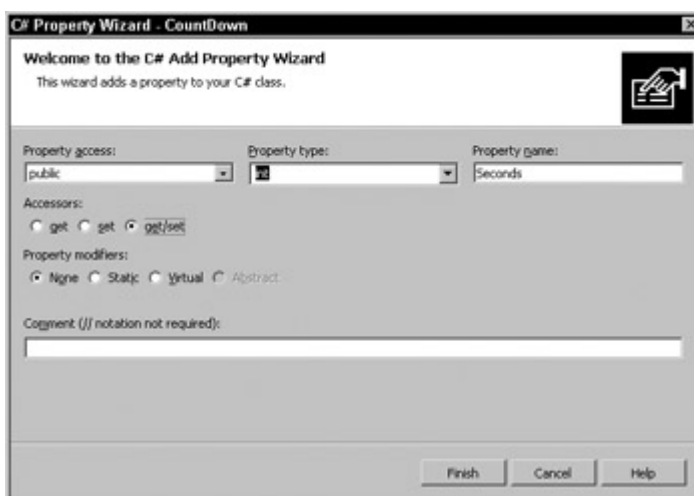 C# Property Wizard - CountDown
Welcome to the C# Add Property Wizard
This wizard adds a property to your C# class.
Property access: Property type: Property name:
public int Seconds
Accessors:
get set get/set
Property modifiers:
None Static Virtual Abstract
Comment (// notation not required):
Finish Cancel Help